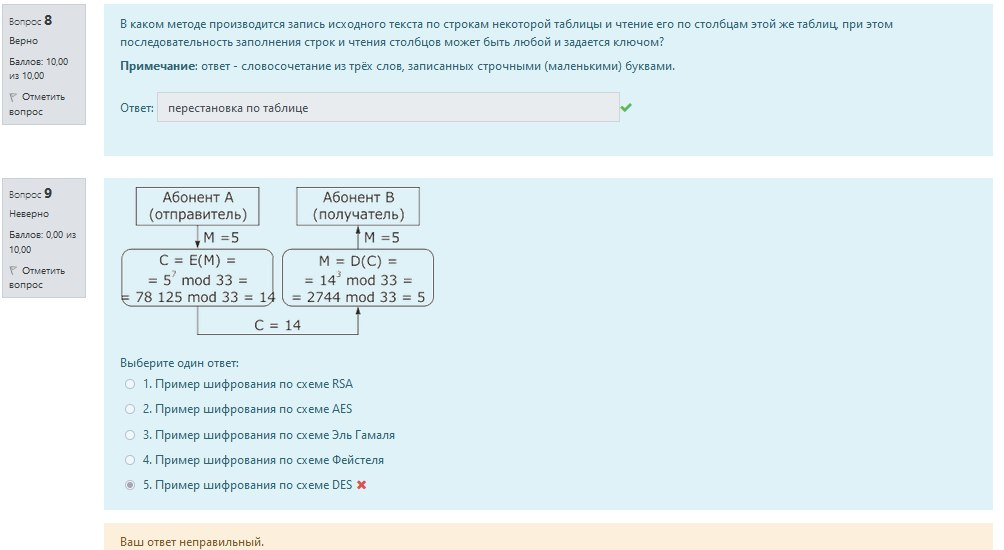 Вопрос 8
Верно
Баллов: 10,00
из 10,00
Отметить
вопрос
В каком методе производится запись исходного текста по строкам некоторой таблицы и чтение его по столбцам этой же таблиц, при этом
последовательность заполнения строк и чтения столбцов может быть любой и задается ключом?
Примечание: ответ - словосочетание из трёх слов, записанных строчными (маленькими) буквами.
Ответ: перестановка по таблице
Вопрос 9
Неверно
Баллов: 0,00 из
10,00
Отметить
вопрос
Абонент А
(отправитель)
М =5
C = E(M) =
= 5⁷ mod 33 =
= 78 125 mod 33 = 14
C = 14
Абонент В
(получатель)
М =5
M = D(C) =
= 14³ mod 33 =
= 2744 mod 33 = 5
Выберите один ответ:
1. Пример шифрования по схеме RSA
2. Пример шифрования по схеме AES
3. Пример шифрования по схеме Эль Гамаля
4. Пример шифрования по схеме Фейстеля
5. Пример шифрования по схеме DES
Ваш ответ неправильный.